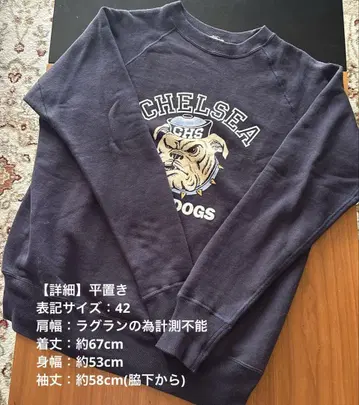 CHELSEA
GHS
DOGS
【詳細】平置き
表記サイズ：42
肩幅：ラグランの為計測不能
着丈：約67cm
身幅：約53cm
袖丈：約58cm(脇下から)